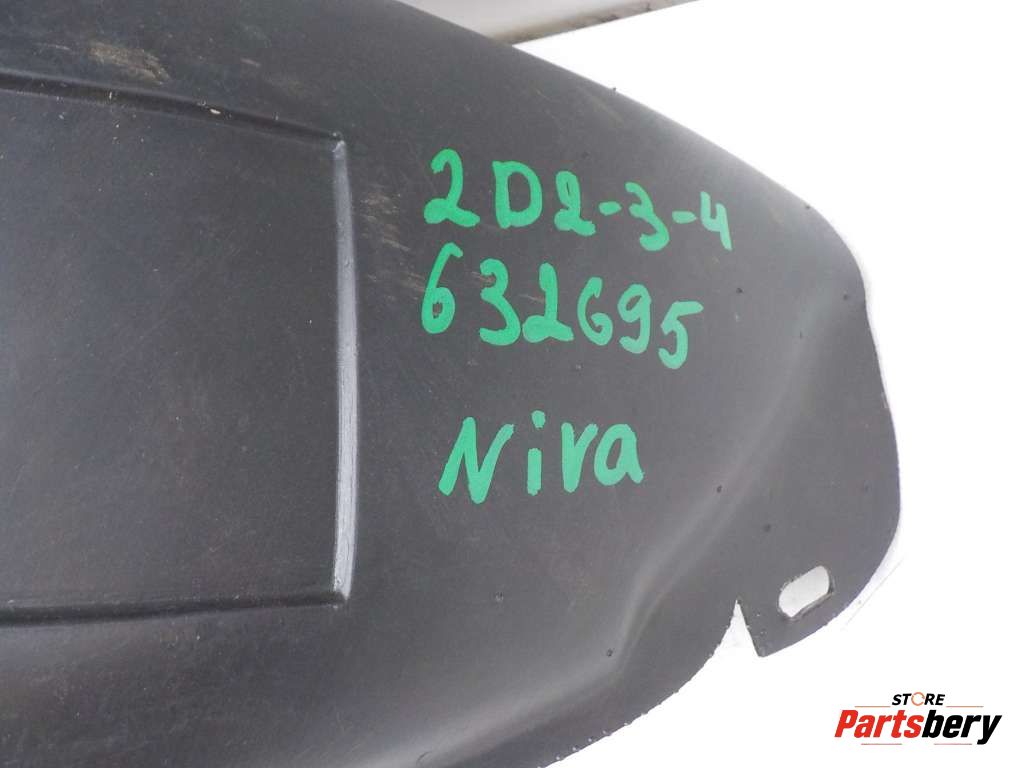 2D2-3-4
632695
Niva
STORE
Partsbery